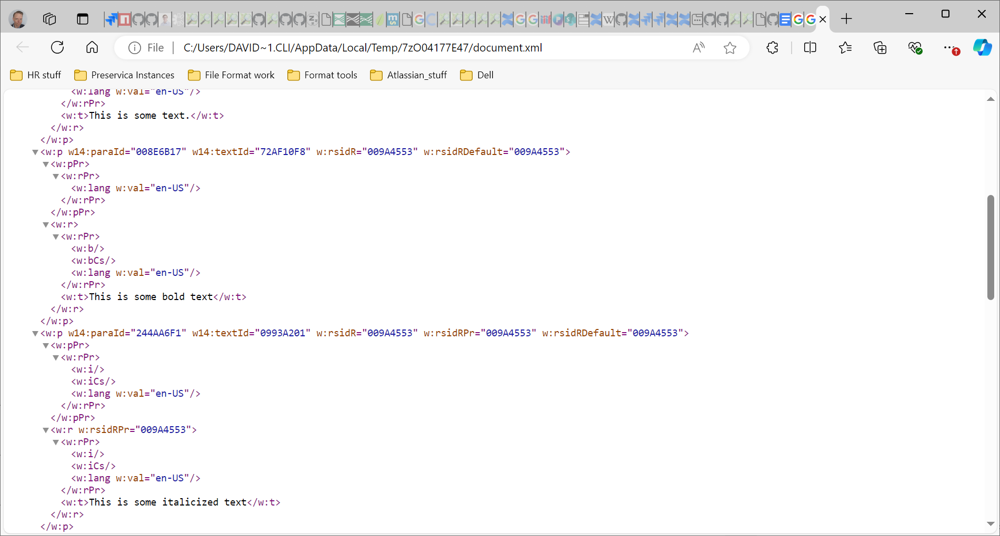 File | C:/Users/DAVID~1.CLI/AppData/Local/Temp/7zO04177E47/document.xml
HR stuff Preservica Instances File Format work Format tools Atlassian_stuff Dell
<w:lang w:val="en-US"/>
</w:rPr>
<w:t>This is some text.</w:t>
</w:r>
</w:p>
▼<w:p w14:paraId="008E6B17" w14:textId="72AF10F8" w:rsidR="009A4553" w:rsidRDefault="009A4553">
▼<w:pPr>
▼<w:rPr>
<w:lang w:val="en-US"/>
</w:rPr>
</w:pPr>
▼<w:r>
▼<w:rPr>
<w:b/>
<w:bCs/>
<w:lang w:val="en-US"/>
</w:rPr>
<w:t>This is some bold text</w:t>
</w:r>
</w:p>
▼<w:p w14:paraId="244AA6F1" w14:textId="0993A201" w:rsidR="009A4553" w:rsidRPr="009A4553" w:rsidRDefault="009A4553">
▼<w:pPr>
▼<w:rPr>
<w:i/>
<w:iCs/>
<w:lang w:val="en-US"/>
</w:rPr>
</w:pPr>
▼<w:r w:rsidRPr="009A4553">
▼<w:rPr>
<w:i/>
<w:iCs/>
<w:lang w:val="en-US"/>
</w:rPr>
<w:t>This is some italicized text</w:t>
</w:r>
</w:p>